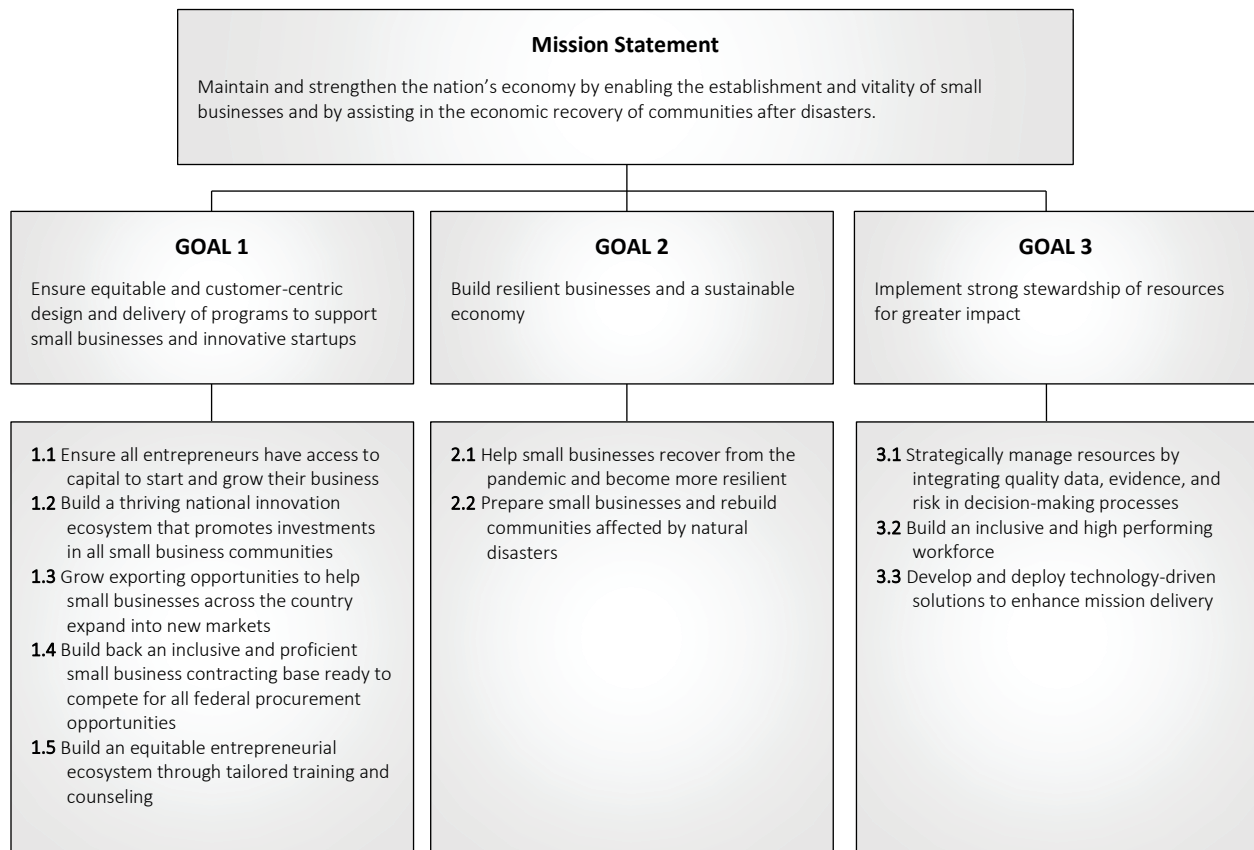 Mission Statement
Maintain and strengthen the nation’s economy by enabling the establishment and vitality of small
businesses and by assisting in the economic recovery of communities after disasters.
GOAL 1
Ensure equitable and customer-centric
design and delivery of programs to support
small businesses and innovative startups
GOAL 2
Build resilient businesses and a sustainable
economy
GOAL 3
Implement strong stewardship of resources
for greater impact
1.1 Ensure all entrepreneurs have access to
capital to start and grow their business
1.2 Build a thriving national innovation
ecosystem that promotes investments
in all small business communities
1.3 Grow exporting opportunities to help
small businesses across the country
expand into new markets
1.4 Build back an inclusive and proficient
small business contracting base ready to
compete for all federal procurement
opportunities
1.5 Build an equitable entrepreneurial
ecosystem through tailored training and
counseling
2.1 Help small businesses recover from the
pandemic and become more resilient
2.2 Prepare small businesses and rebuild
communities affected by natural
disasters
3.1 Strategically manage resources by
integrating quality data, evidence, and
risk in decision-making processes
3.2 Build an inclusive and high performing
workforce
3.3 Develop and deploy technology-driven
solutions to enhance mission delivery